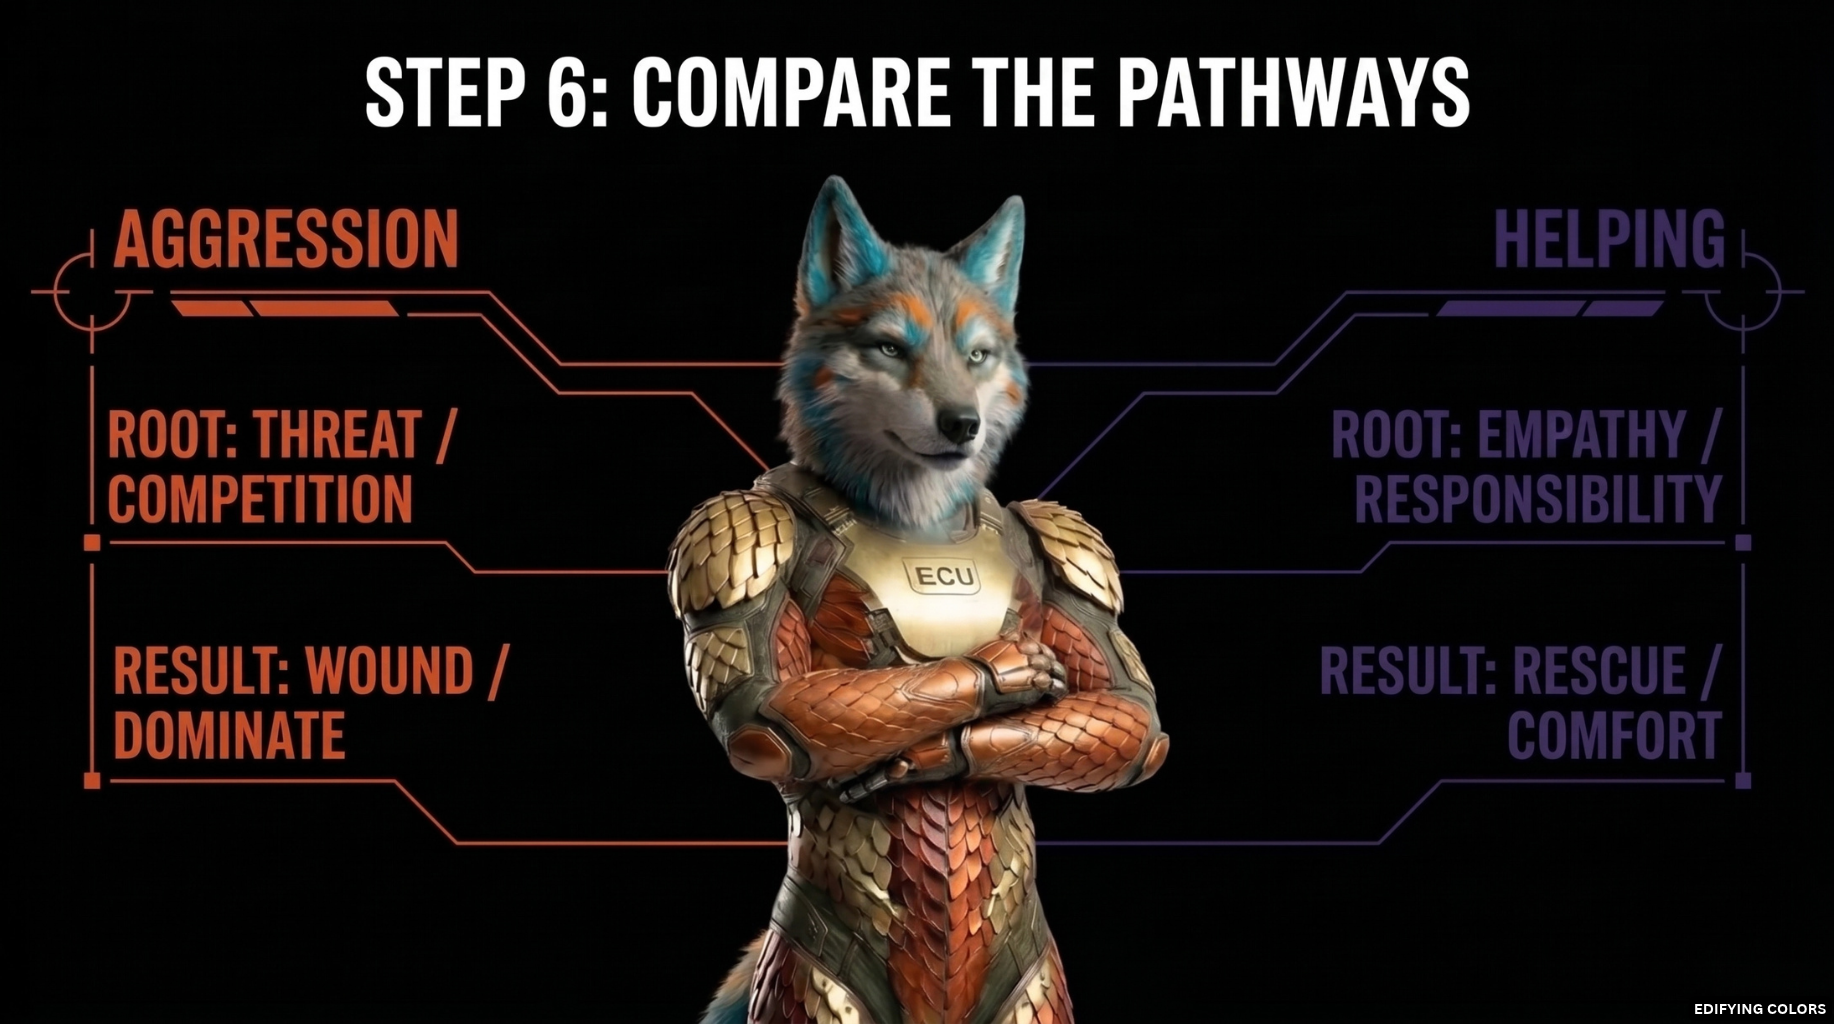 STEP 6: COMPARE THE PATHWAYS
AGGRESSION
ROOT: THREAT /
COMPETITION
RESULT: WOUND /
DOMINATE
HELPING
ROOT: EMPATHY /
RESPONSIBILITY
RESULT: RESCUE /
COMFORT
ECU
EDIFYING COLORS